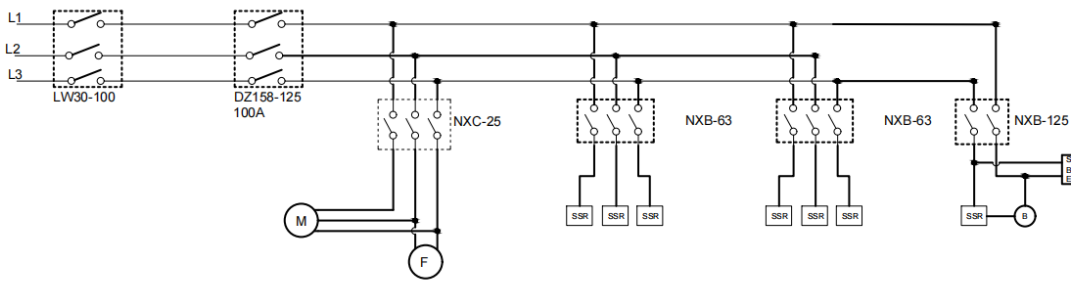 L1
L2
L3
LW30-100
DZ158-125
100A
NXC-25
NXB-63
NXB-63
NXB-125
S
B
E
SSR
SSR
SSR
SSR
SSR
SSR
SSR
B
M
F